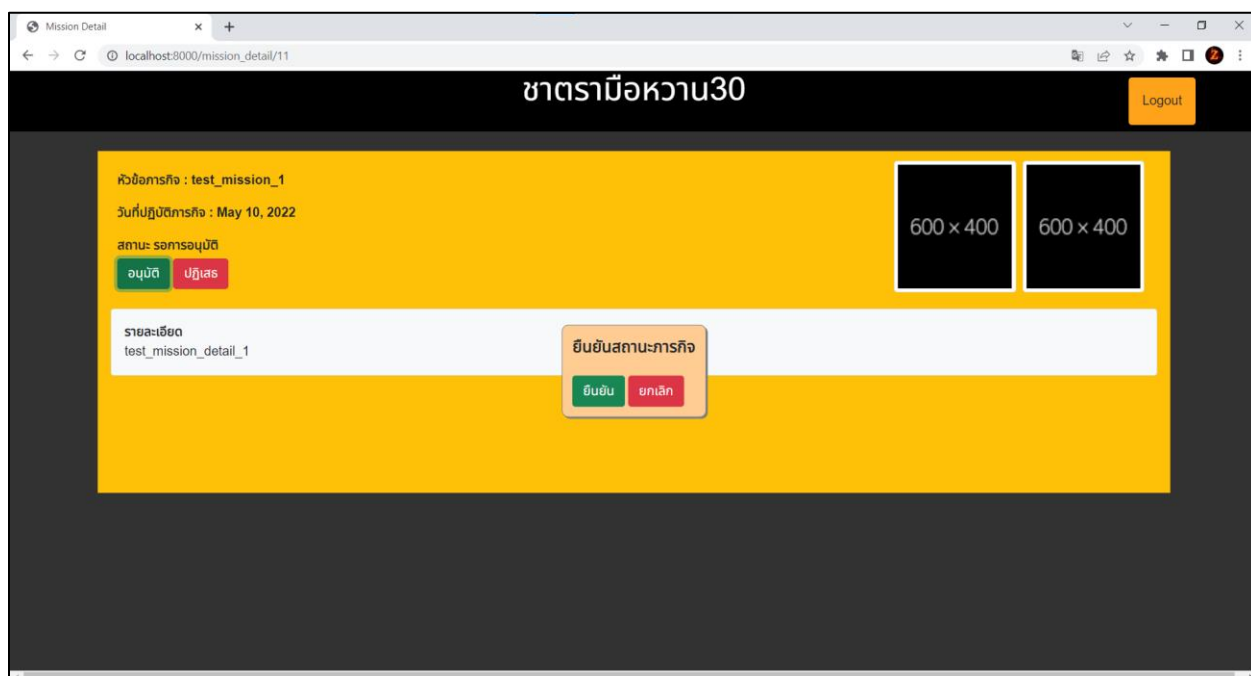 Mission Detail
localhost:8000/mission_detail/11
ชาตรามือหวาน30
Logout
หัวข้อภารกิจ : test_mission_1
วันที่ปฏิบัติภารกิจ : May 10, 2022
สถานะ รอการอนุมัติ
อนุมัติ ปฏิเสธ
600 × 400 600 × 400
รายละเอียด
test_mission_detail_1
ยืนยันสถานะภารกิจ
ยืนยัน ยกเลิก